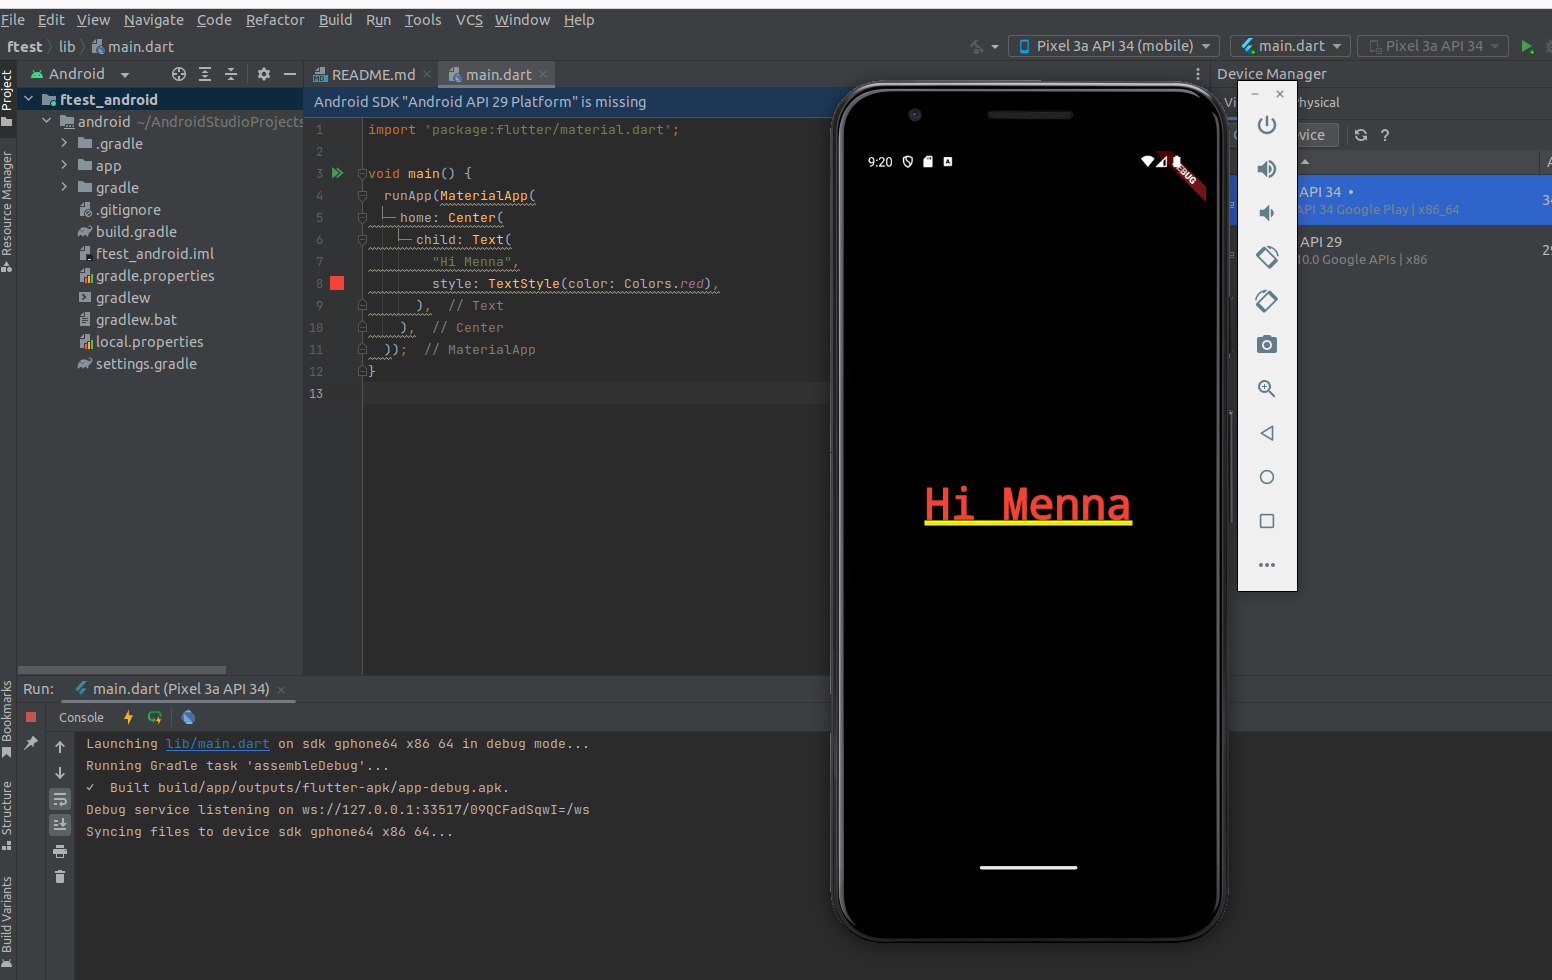 File Edit View Navigate Code Refactor Build Run Tools VCS Window Help
ftest lib main.dart
Pixel 3a API 34 (mobile) main.dart Pixel 3a API 34
Project
Resource Manager
Bookmarks
Structure
Build Variants
Android
ftest_android
android ~/AndroidStudioProjects
.gradle
app
gradle
.gitignore
build.gradle
ftest_android.iml
gradle.properties
gradlew
gradlew.bat
local.properties
settings.gradle
README.md main.dart
Android SDK "Android API 29 Platform" is missing
1 import 'package:flutter/material.dart';
2
3 void main() {
4 runApp(MaterialApp(
5 home: Center(
6 child: Text(
7 "Hi Menna",
8 style: TextStyle(color: Colors.red),
9 ), // Text
10 ), // Center
11 )); // MaterialApp
12 }
13
9:20 A
DEBUG
Hi Menna
Device Manager
Physical
API 34
API 34 Google Play | x86_64
API 29
10.0 Google APIs | x86
Run: main.dart (Pixel 3a API 34)
Console
Launching lib/main.dart on sdk gphone64 x86 64 in debug mode...
Running Gradle task 'assembleDebug'...
✓ Built build/app/outputs/flutter-apk/app-debug.apk.
Debug service listening on ws://127.0.0.1:33517/09QCFadSqwI=/ws
Syncing files to device sdk gphone64 x86 64...